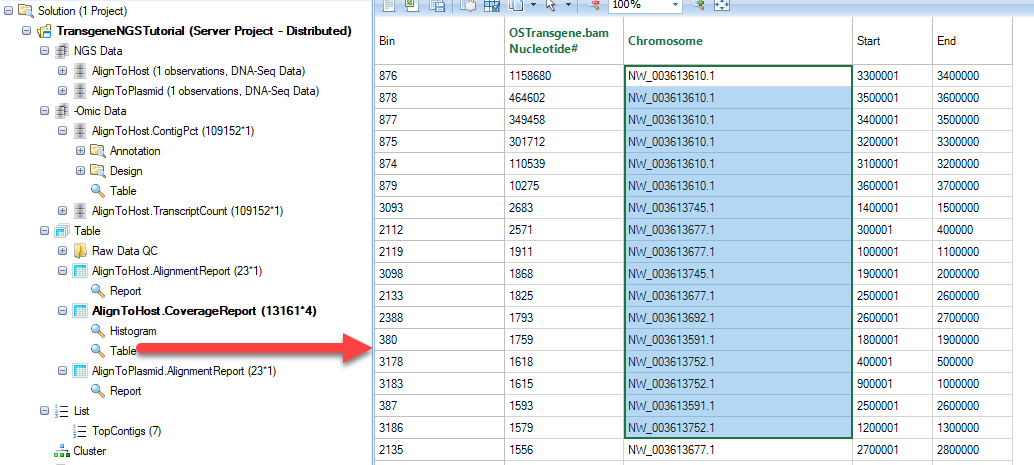 Solution (1 Project)
TransgeneNGSTutorial (Server Project - Distributed)
NGS Data
AlignToHost (1 observations, DNA-Seq Data)
AlignToPlasmid (1 observations, DNA-Seq Data)
-Omic Data
AlignToHost.ContigPct (109152*1)
Annotation
Design
Table
AlignToHost.TranscriptCount (109152*1)
Table
Raw Data QC
AlignToHost.AlignmentReport (23*1)
Report
AlignToHost.CoverageReport (13161*4)
Histogram
Table
AlignToPlasmid.AlignmentReport (23*1)
Report
List
TopContigs (7)
Cluster
100%
Bin OSTransgene.bam Nucleotide# Chromosome Start End
876 1158680 NW_003613610.1 3300001 3400000
878 464602 NW_003613610.1 3500001 3600000
877 349458 NW_003613610.1 3400001 3500000
875 301712 NW_003613610.1 3200001 3300000
874 110539 NW_003613610.1 3100001 3200000
879 10275 NW_003613610.1 3600001 3700000
3093 2683 NW_003613745.1 1400001 1500000
2112 2571 NW_003613677.1 300001 400000
2119 1911 NW_003613677.1 1000001 1100000
3098 1868 NW_003613745.1 1900001 2000000
2133 1825 NW_003613677.1 2500001 2600000
2388 1793 NW_003613692.1 2600001 2700000
380 1759 NW_003613591.1 1800001 1900000
3178 1618 NW_003613752.1 400001 500000
3183 1615 NW_003613752.1 900001 1000000
387 1593 NW_003613591.1 2500001 2600000
3186 1579 NW_003613752.1 1200001 1300000
2135 1556 NW_003613677.1 2700001 2800000